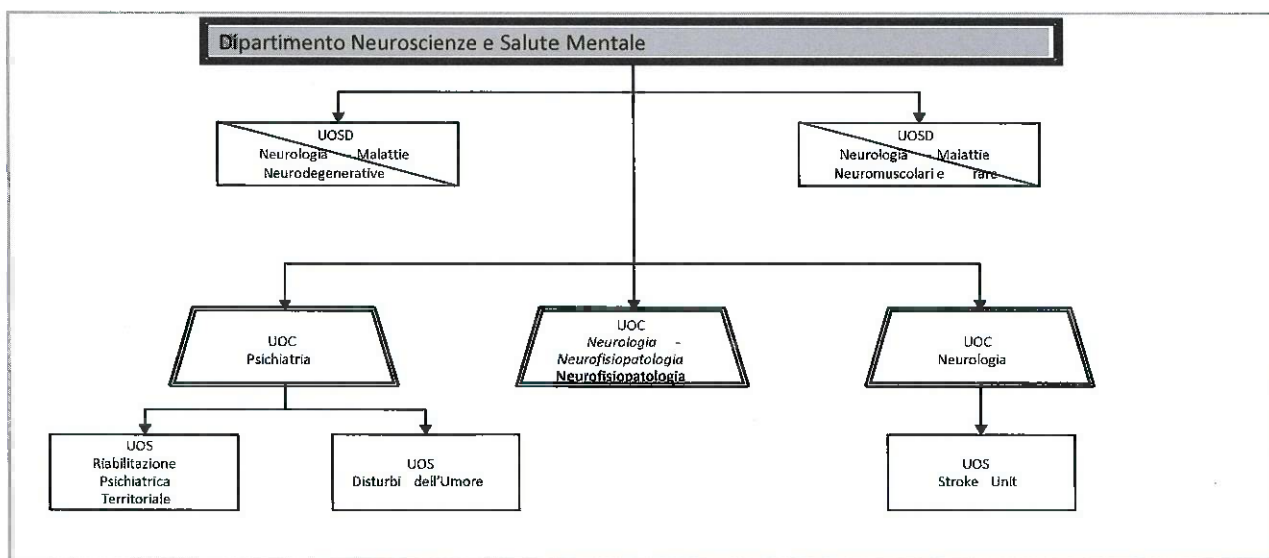 Dipartimento Neuroscienze e Salute Mentale
UOSD
Neurologia - Malattie
Neurodegenerative
UOSD
Neurologia - Malattie
Neuromuscolari e rare
UOC
Psichiatria
UOC
Neurologia -
Neurofisiopatologia
Neurofisiopatologia
UOC
Neurologia
UOS
Riabilitazione
Psichiatrica
Territoriale
UOS
Disturbi dell'Umore
UOS
Stroke Unit